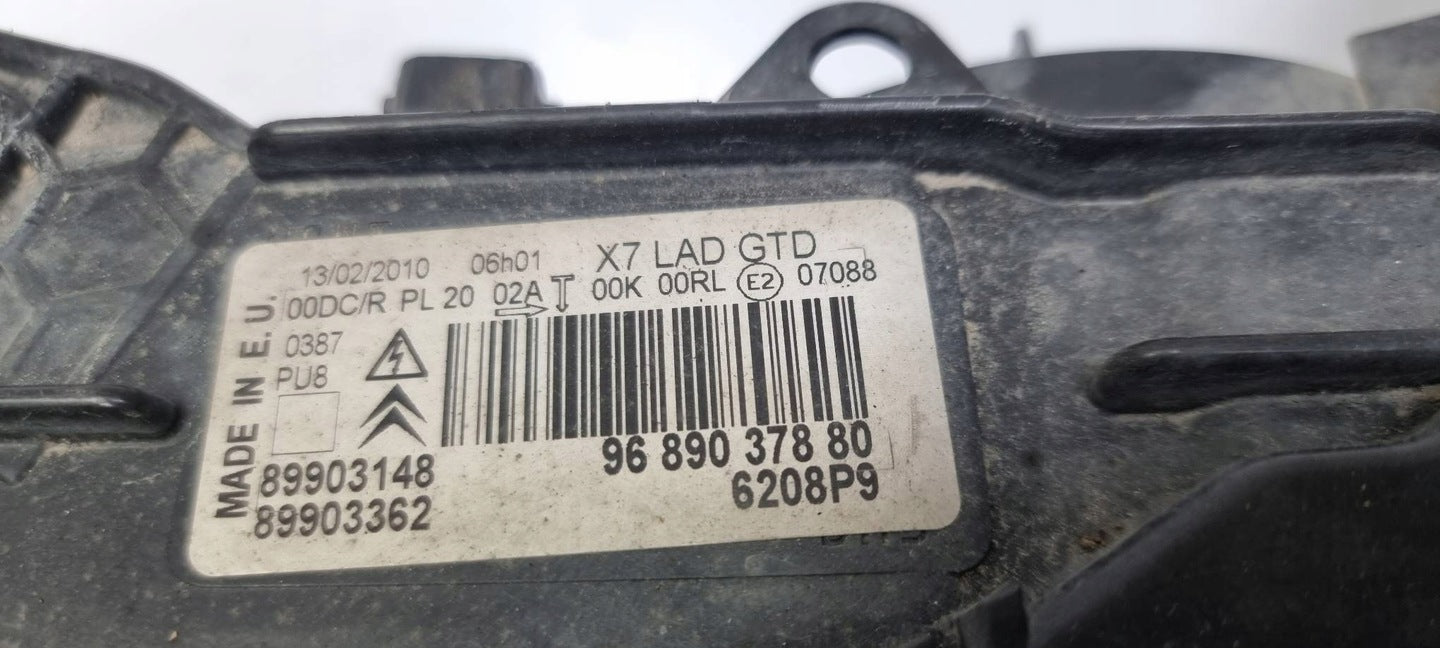 13/02/2010 06h01 X7 LAD GTD
00DC/R PL 20 02A T 00K 00RL E2 07088
MADE IN E.U.
0387
PU8
96 890 378 80
89903148
6208P9
89903362